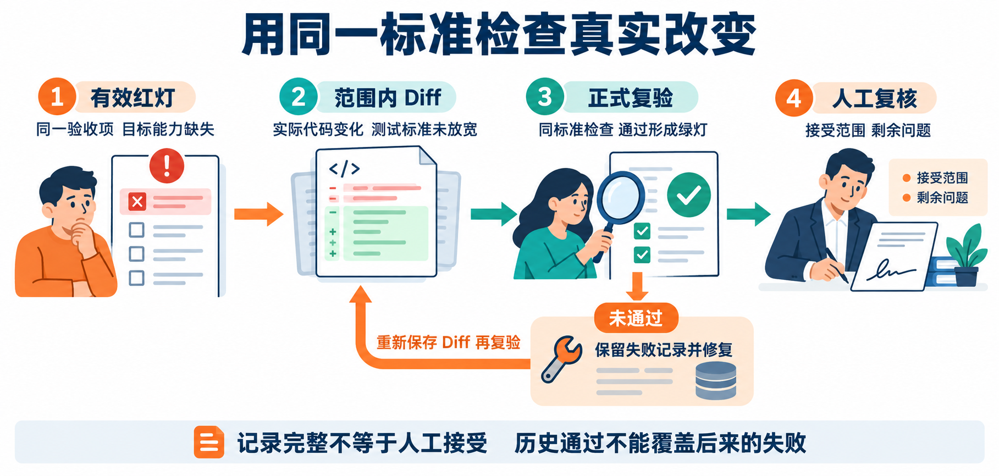 用同一标准检查真实改变
1 有效红灯
同一验收项 目标能力缺失
2 范围内 Diff
实际代码变化 测试标准未放宽
</>
3 正式复验
同标准检查 通过形成绿灯
4 人工复核
接受范围 剩余问题
接受范围
剩余问题
未通过
保留失败记录并修复
重新保存 Diff 再复验
记录完整不等于人工接受 历史通过不能覆盖后来的失败